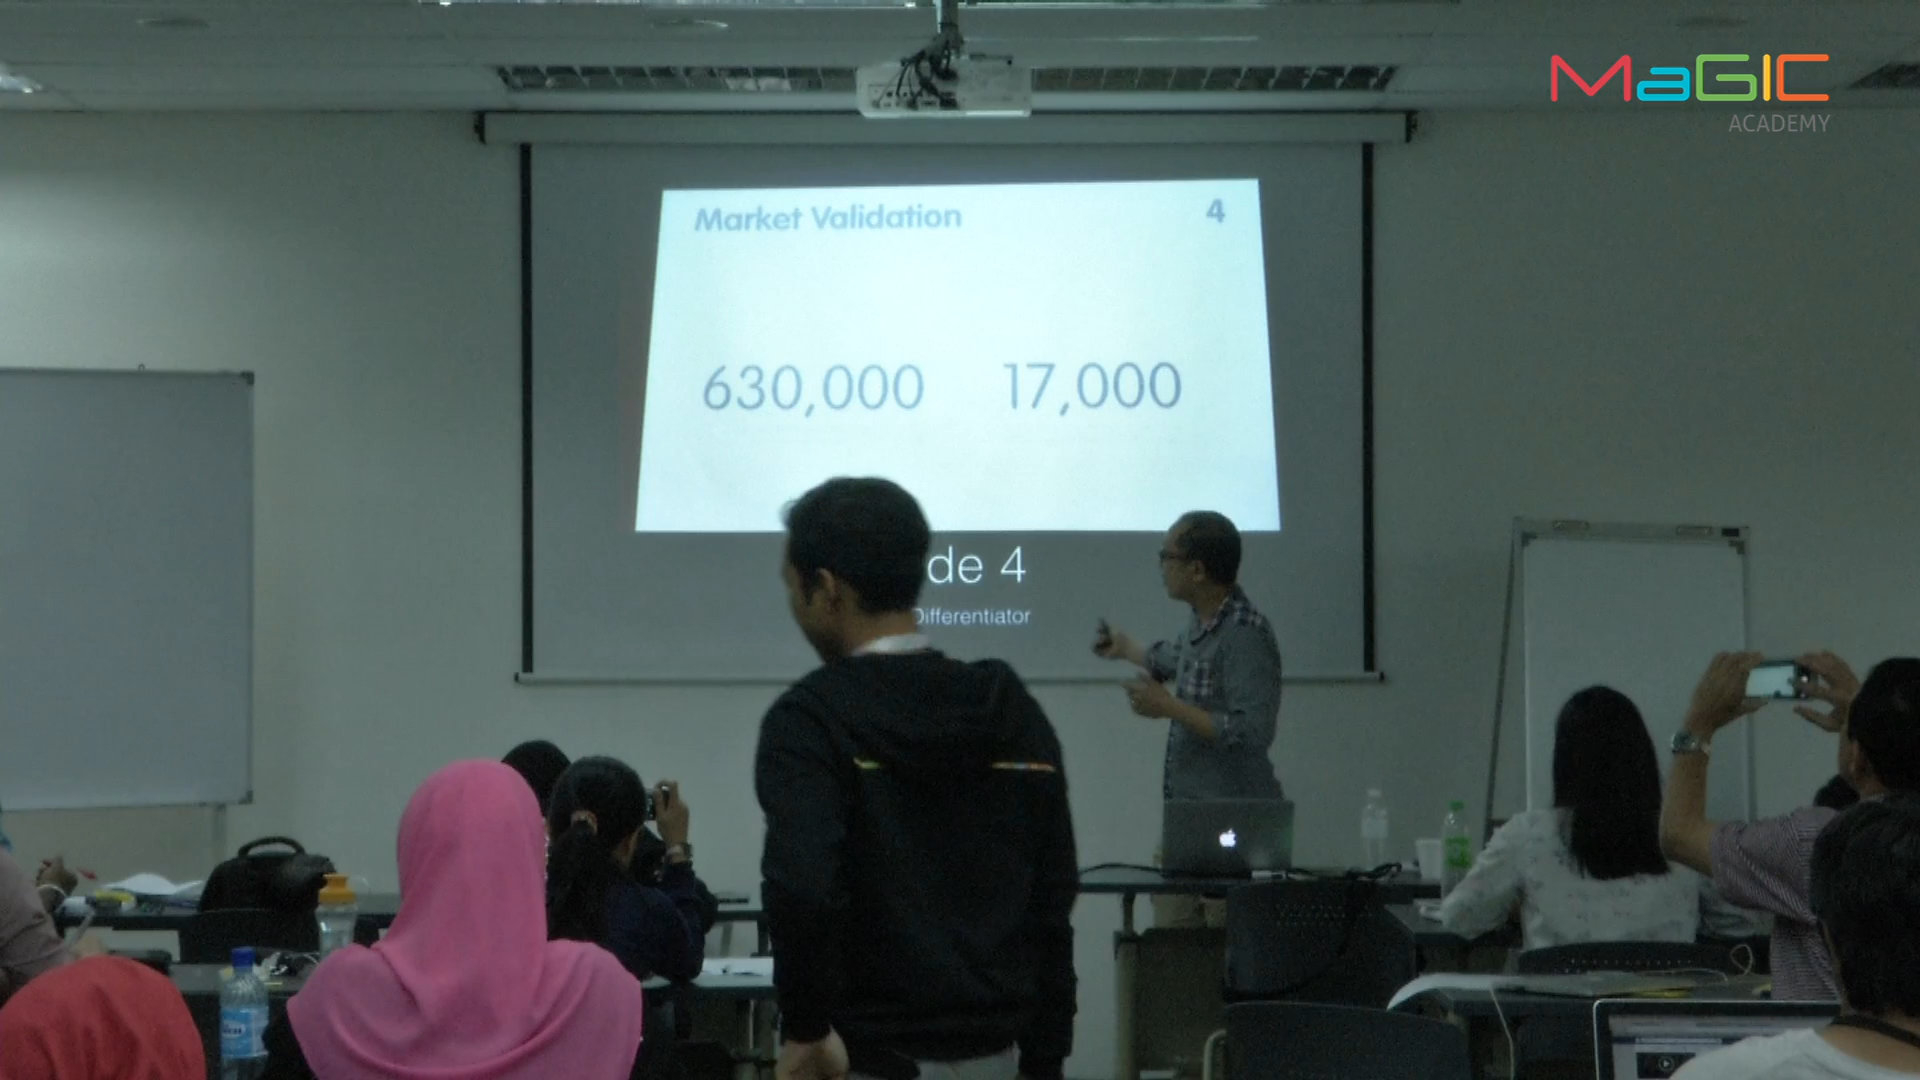 MaGIC
ACADEMY
Market Validation 4
630,000 17,000
de 4
Differentiator